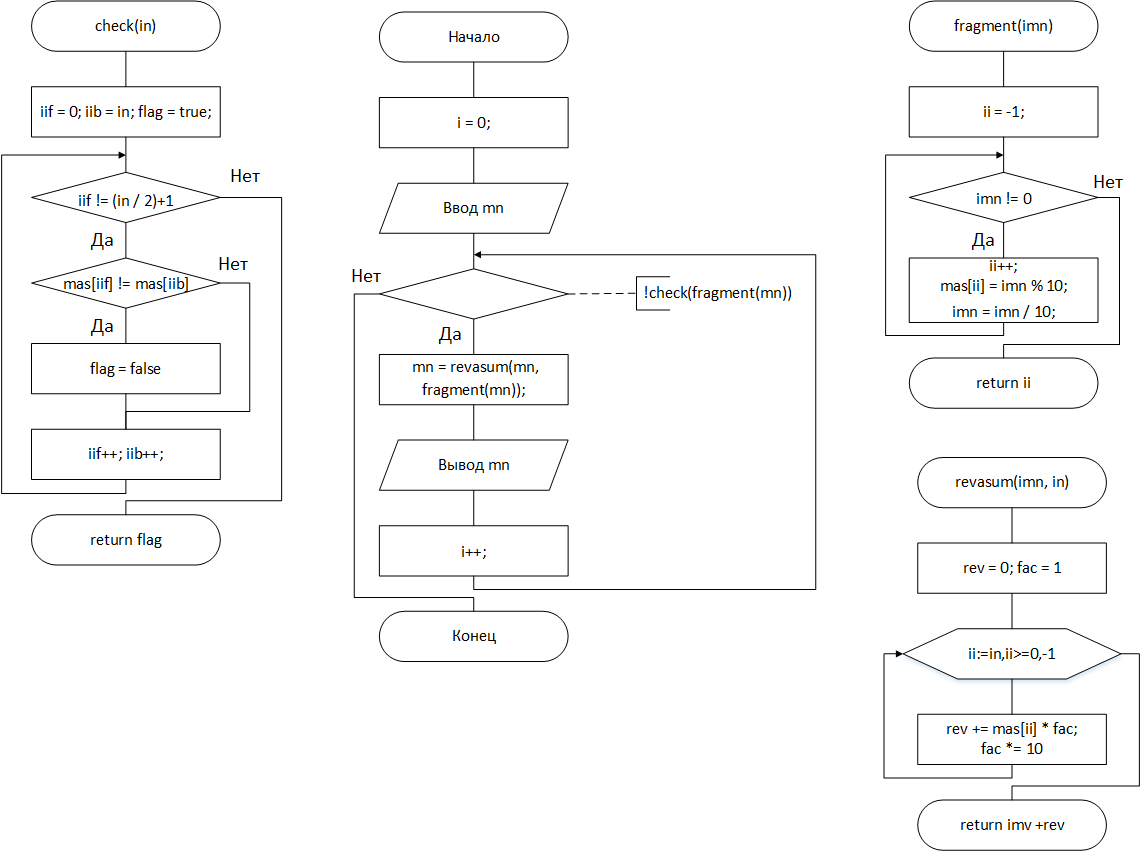 check(in)
iif = 0; iib = in; flag = true;
Нет
iif != (in / 2)+1
Да
Нет
mas[iif] != mas[iib]
Да
flag = false
iif++; iib++;
return flag
Начало
i = 0;
Ввод mn
Нет
!check(fragment(mn))
Да
mn = revasum(mn,
fragment(mn));
Вывод mn
i++;
Конец
fragment(imn)
ii = -1;
Нет
imn != 0
Да
ii++;
mas[ii] = imn % 10;
imn = imn / 10;
return ii
revasum(imn, in)
rev = 0; fac = 1
ii:=in,ii>=0,-1
rev += mas[ii] * fac;
fac *= 10
return imv +rev